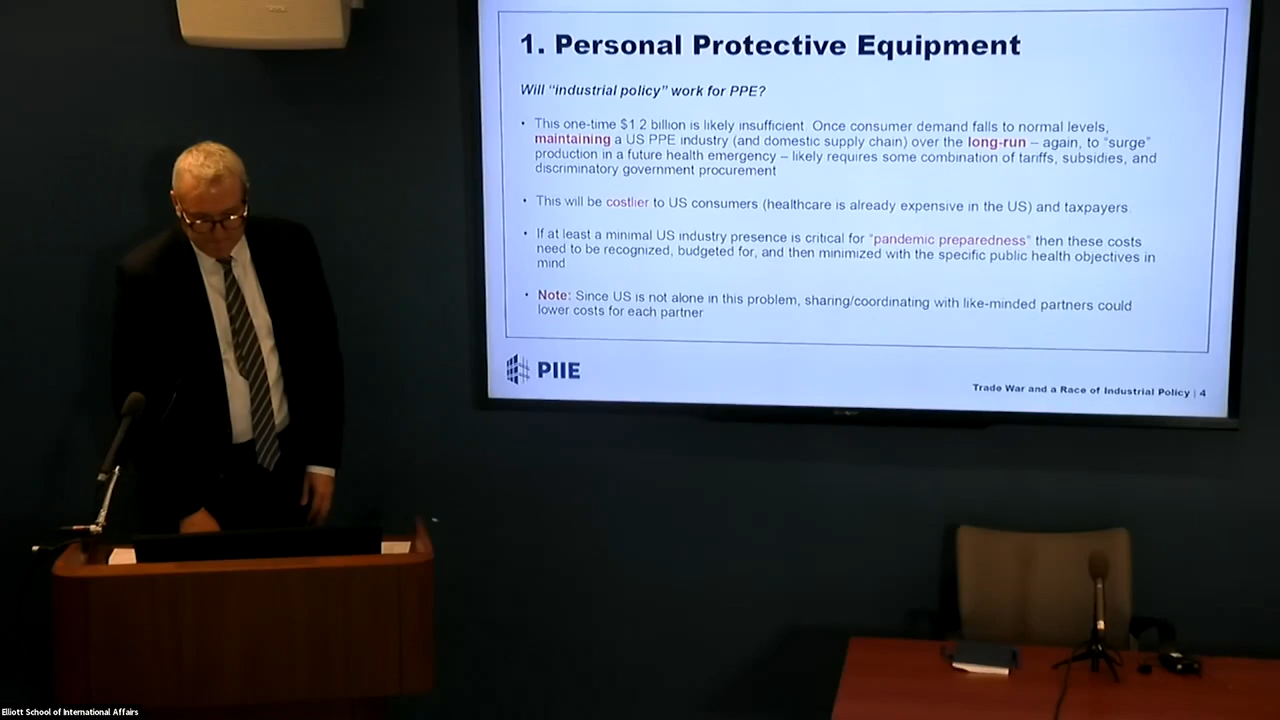 1. Personal Protective Equipment
Will “industrial policy” work for PPE?
• This one-time $1.2 billion is likely insufficient. Once consumer demand falls to normal levels,
maintaining a US PPE industry (and domestic supply chain) over the long-run – again, to “surge”
production in a future health emergency – likely requires some combination of tariffs, subsidies, and
discriminatory government procurement
• This will be costlier to US consumers (healthcare is already expensive in the US) and taxpayers.
• If at least a minimal US industry presence is critical for “pandemic preparedness” then these costs
need to be recognized, budgeted for, and then minimized with the specific public health objectives in
mind
• Note: Since US is not alone in this problem, sharing/coordinating with like-minded partners could
lower costs for each partner
PIIE
Trade War and a Race of Industrial Policy | 4
Elliott School of International Affairs